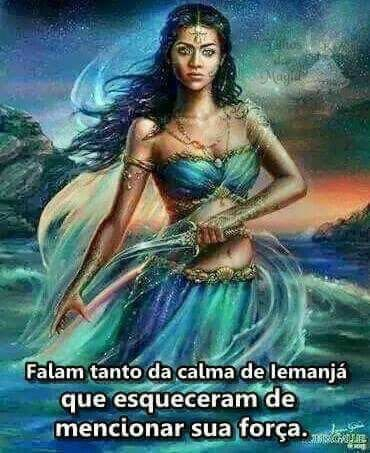 Falam tanto da calma de Iemanjá
que esqueceram de
mencionar sua força.